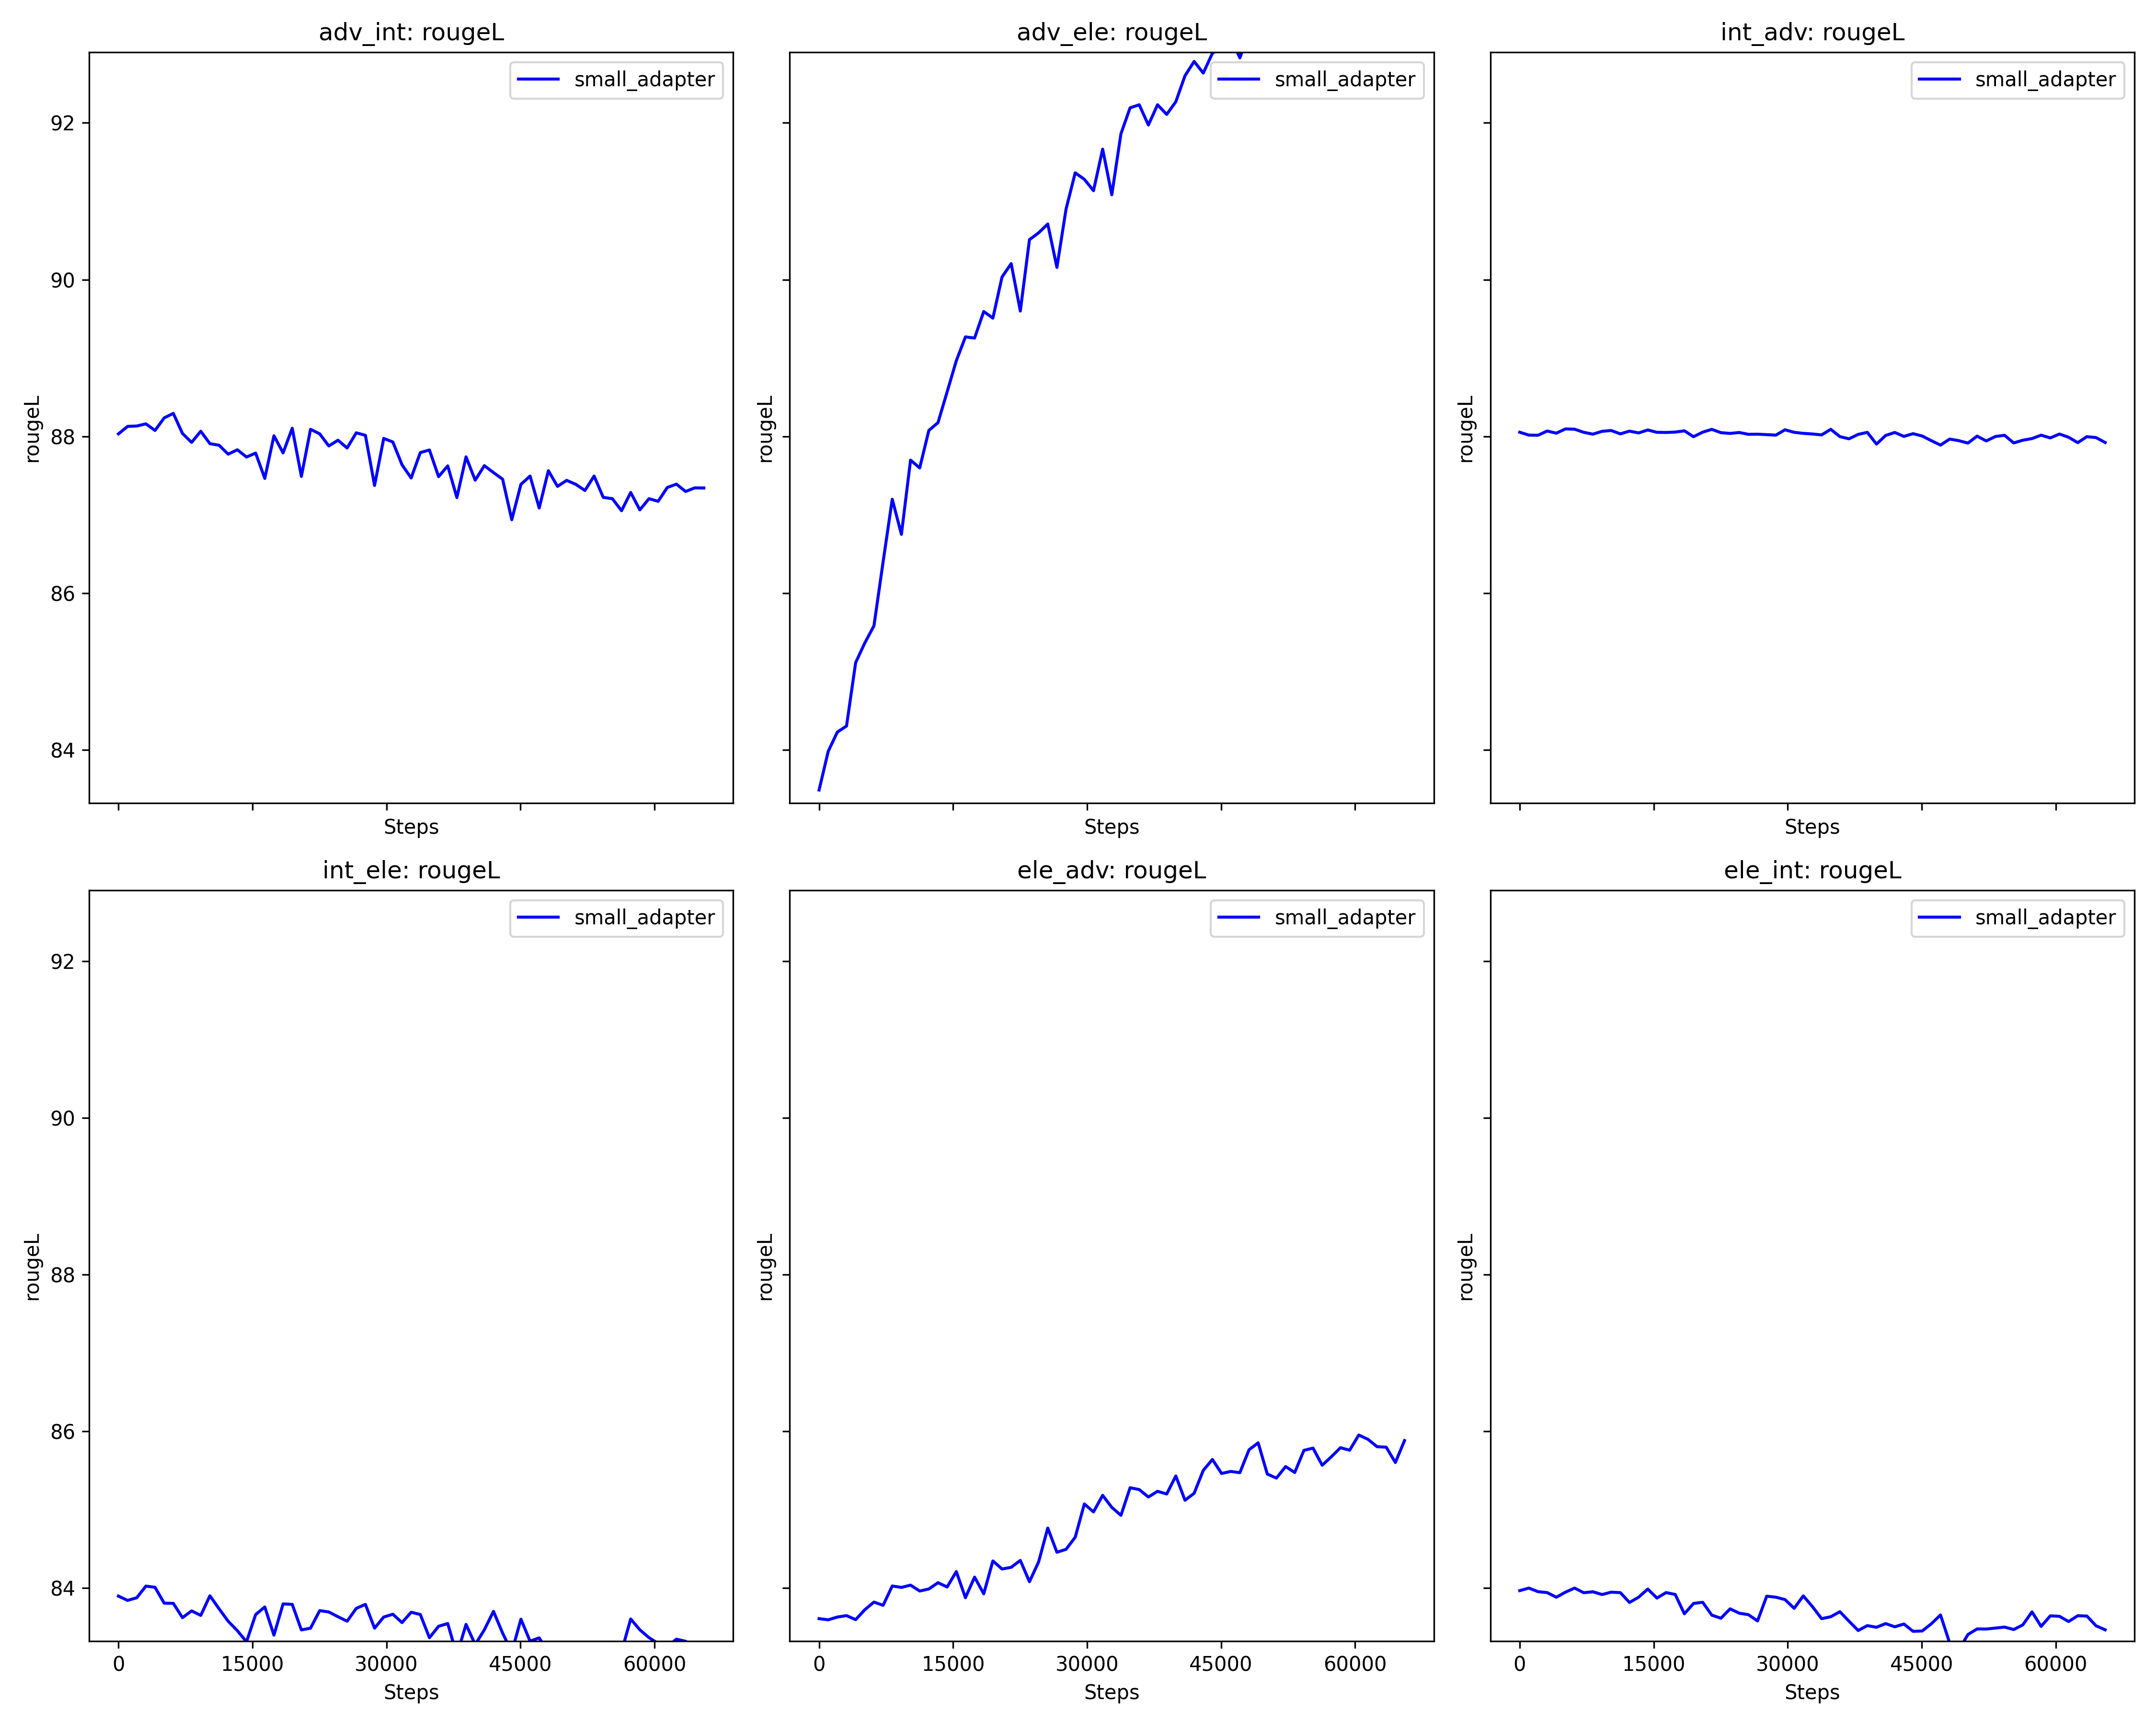 adv_int: rougeL
small_adapter
92
90
88
86
84
rougeL
Steps
adv_ele: rougeL
small_adapter
rougeL
Steps
int_adv: rougeL
small_adapter
rougeL
Steps
int_ele: rougeL
small_adapter
92
90
88
86
84
rougeL
0 15000 30000 45000 60000
Steps
ele_adv: rougeL
small_adapter
rougeL
0 15000 30000 45000 60000
Steps
ele_int: rougeL
small_adapter
rougeL
0 15000 30000 45000 60000
Steps